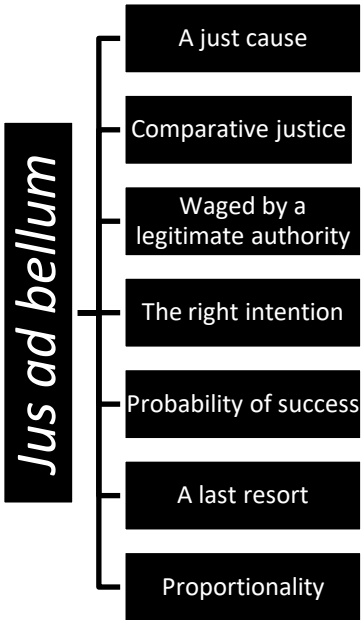 Jus ad bellum
A just cause
Comparative justice
Waged by a
legitimate authority
The right intention
Probability of success
A last resort
Proportionality